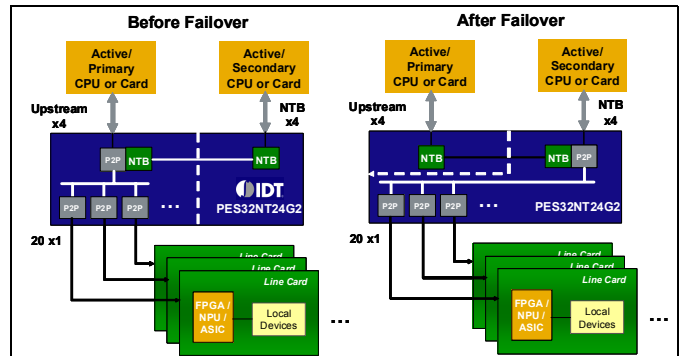 Before Failover
Active/
Primary
CPU or Card
Active/
Secondary
CPU or Card
Upstream
x4
NTB
x4
P2P
NTB
NTB
IDT
P2P
P2P
P2P
...
PES32NT24G2
20 x1
Line Card
Line Card
Line Card
FPGA /
NPU /
ASIC
Local
Devices
...
After Failover
Active/
Primary
CPU or Card
Active/
Secondary
CPU or Card
Upstream
x4
NTB
x4
NTB
NTB
P2P
P2P
P2P
P2P
...
PES32NT24G2
20 x1
Line Card
Line Card
Line Card
FPGA /
NPU /
ASIC
Local
Devices
...